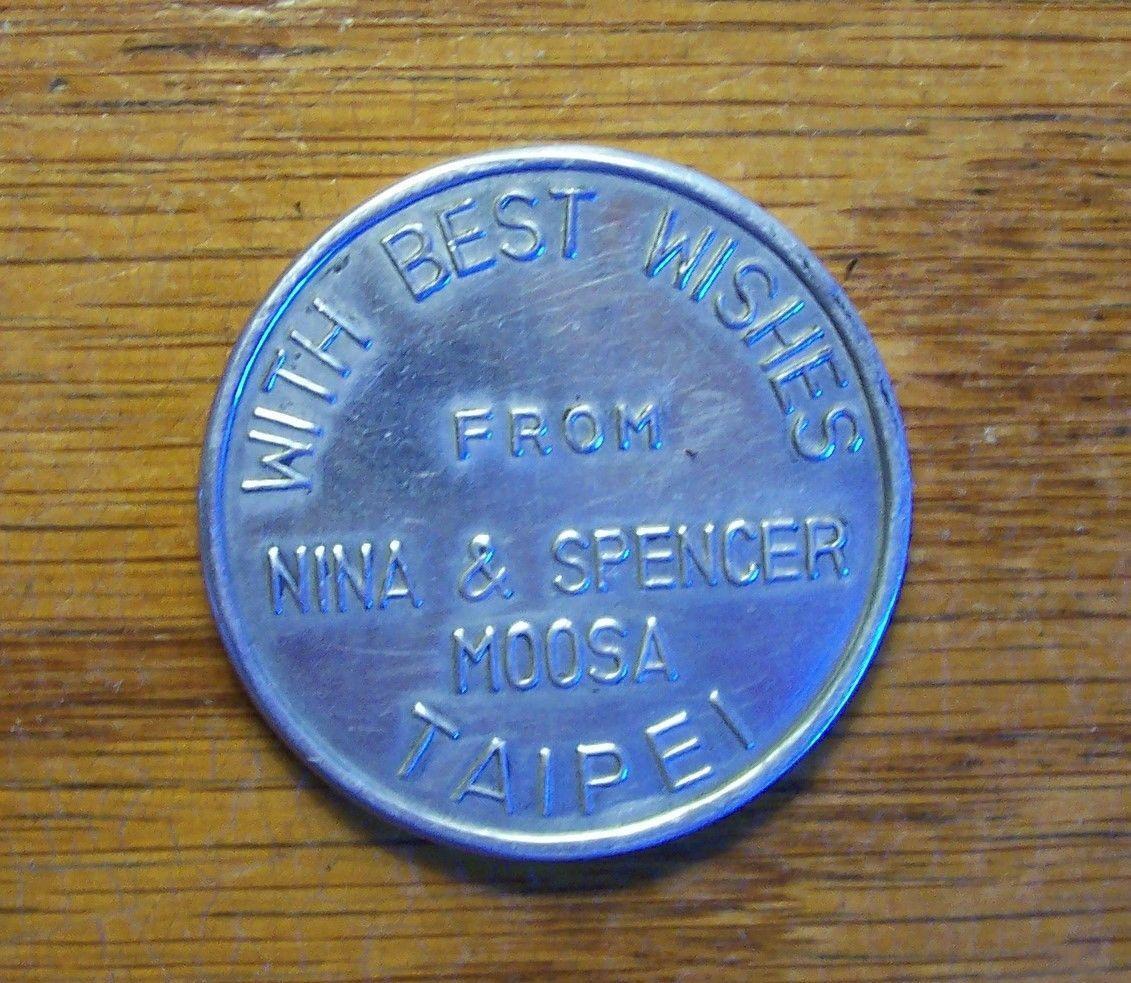 WITH BEST WISHES
FROM
NINA & SPENCER
MOOSA
TAIPEI